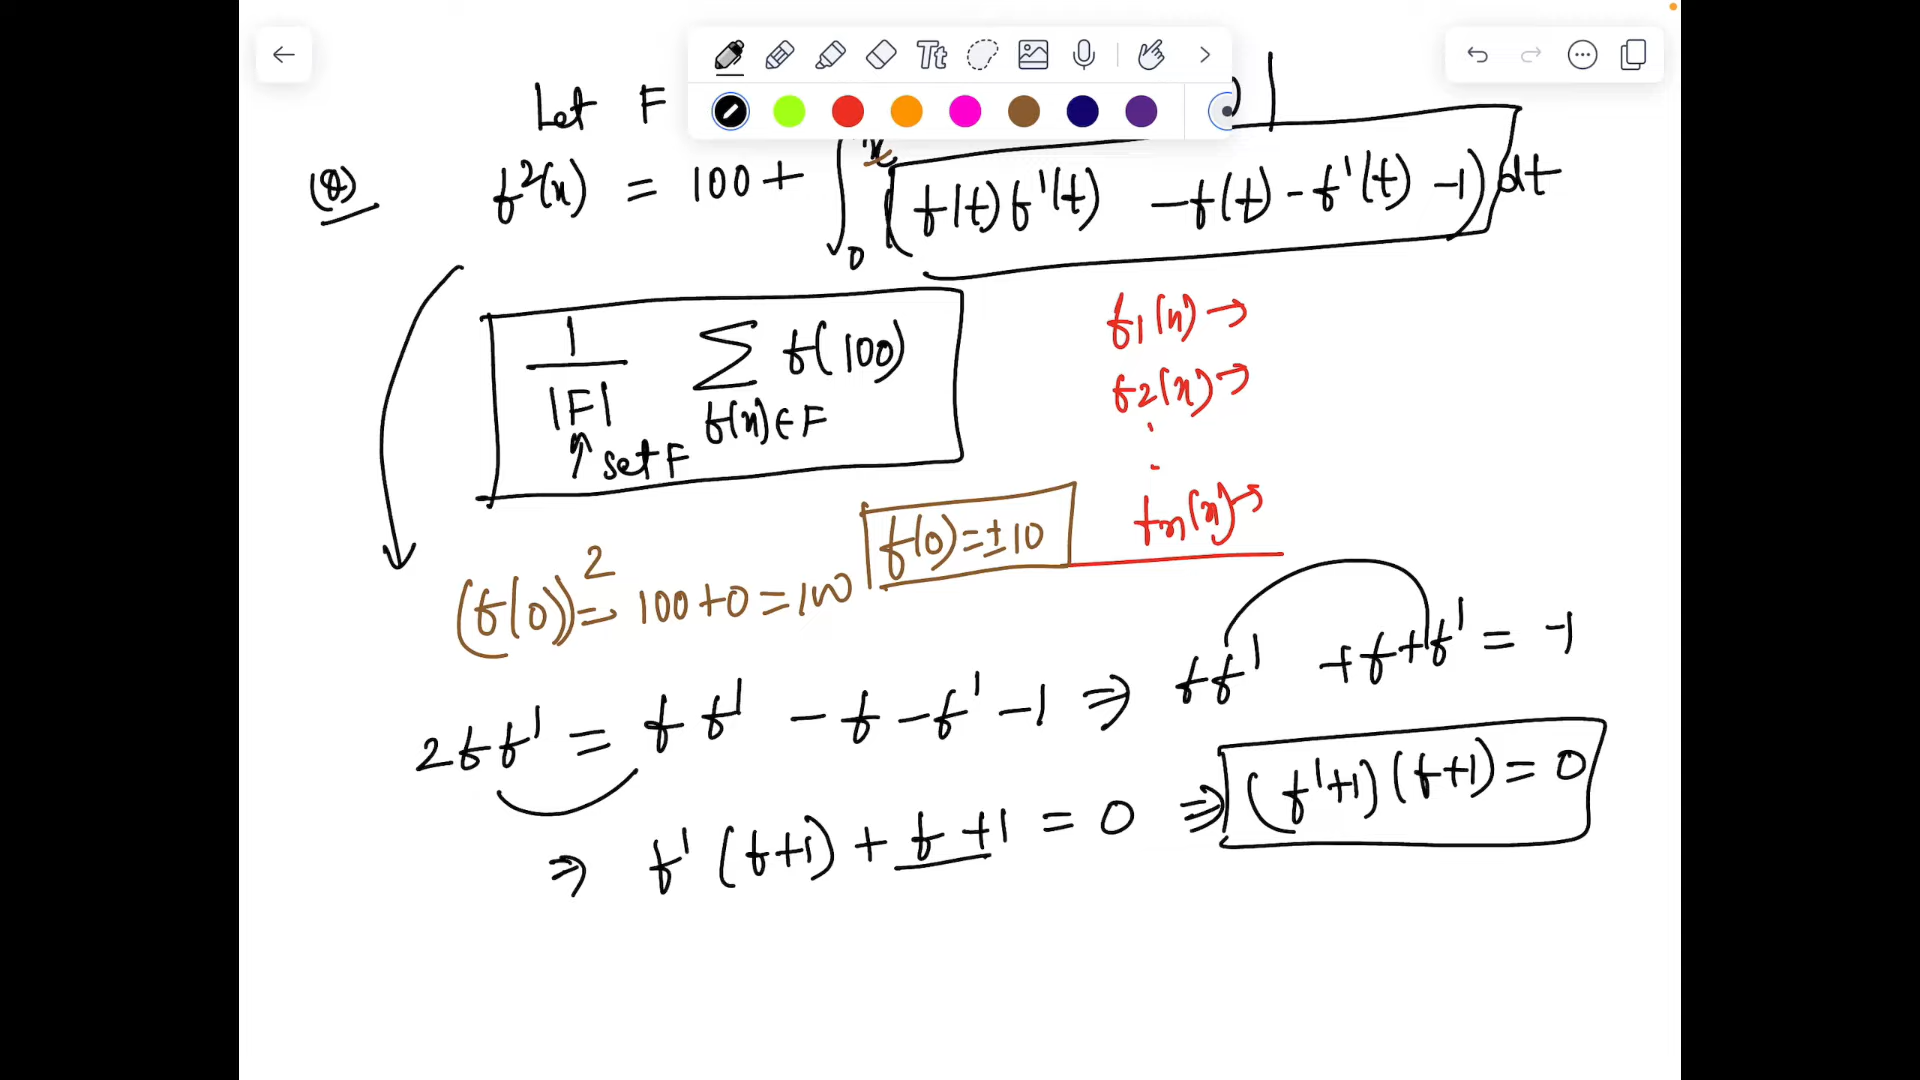 Let F
Tt
(Q) f²(x) = 100 + ∫₀ˣ (f(t)f'(t) -f(t) - f'(t) -1) dt
1/|F| Σ f(100)
f(x)∈F
↑ set F
f1(x) →
f2(x) →
.
.
fn(x) →
f(0)=±10
(f(0))² = 100+0=100
2ff' = ff' - f - f' - 1 ⇒ ff' + f + f' = -1
⇒ f' (f+1) + f +1 = 0 ⇒ (f'+1)(f+1) = 0